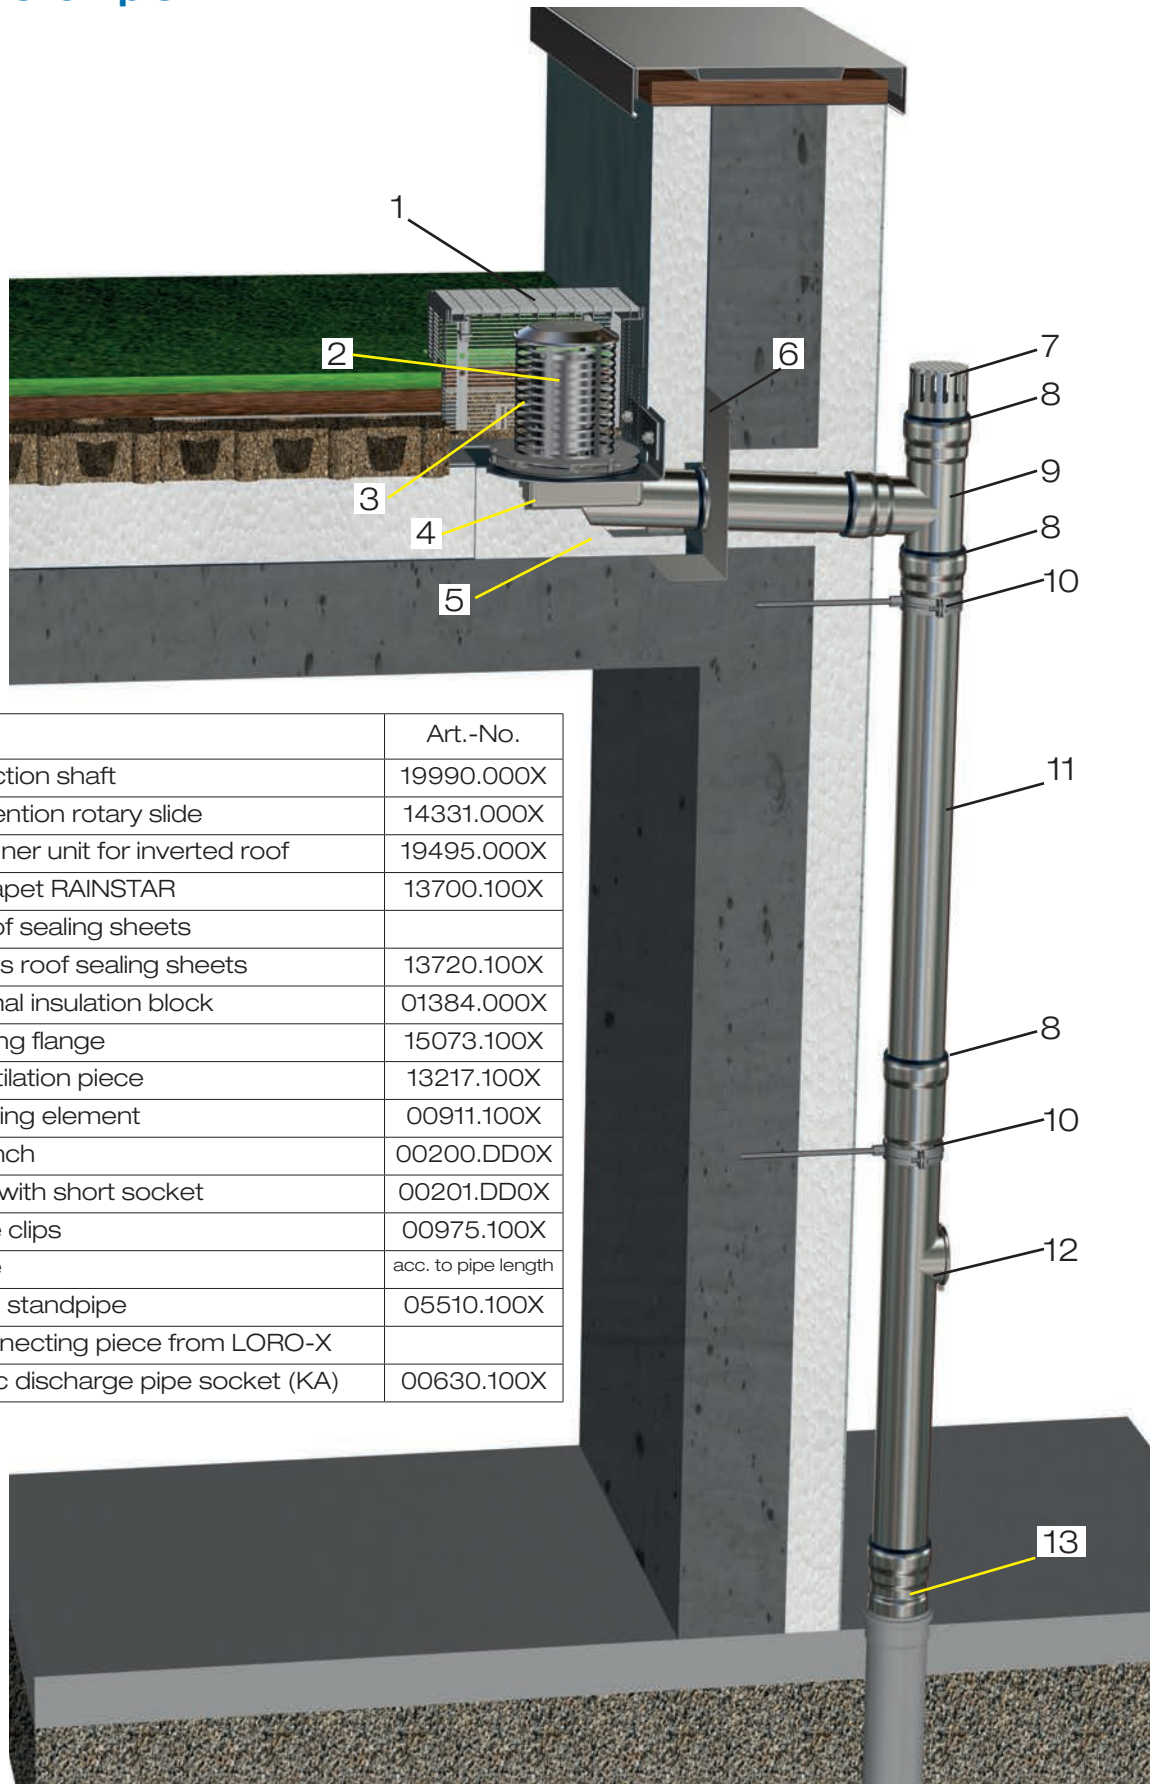 1
2
3
4
5
6
7
8
9
8
10
11
8
10
12
13
Art.-No.
ction shaft 19990.000X
ention rotary slide 14331.000X
ner unit for inverted roof 19495.000X
apet RAINSTAR 13700.100X
of sealing sheets
s roof sealing sheets 13720.100X
nal insulation block 01384.000X
ng flange 15073.100X
tilation piece 13217.100X
ing element 00911.100X
nch 00200.DD0X
with short socket 00201.DD0X
e clips 00975.100X
e acc. to pipe length
standpipe 05510.100X
nnecting piece from LORO-X
c discharge pipe socket (KA) 00630.100X